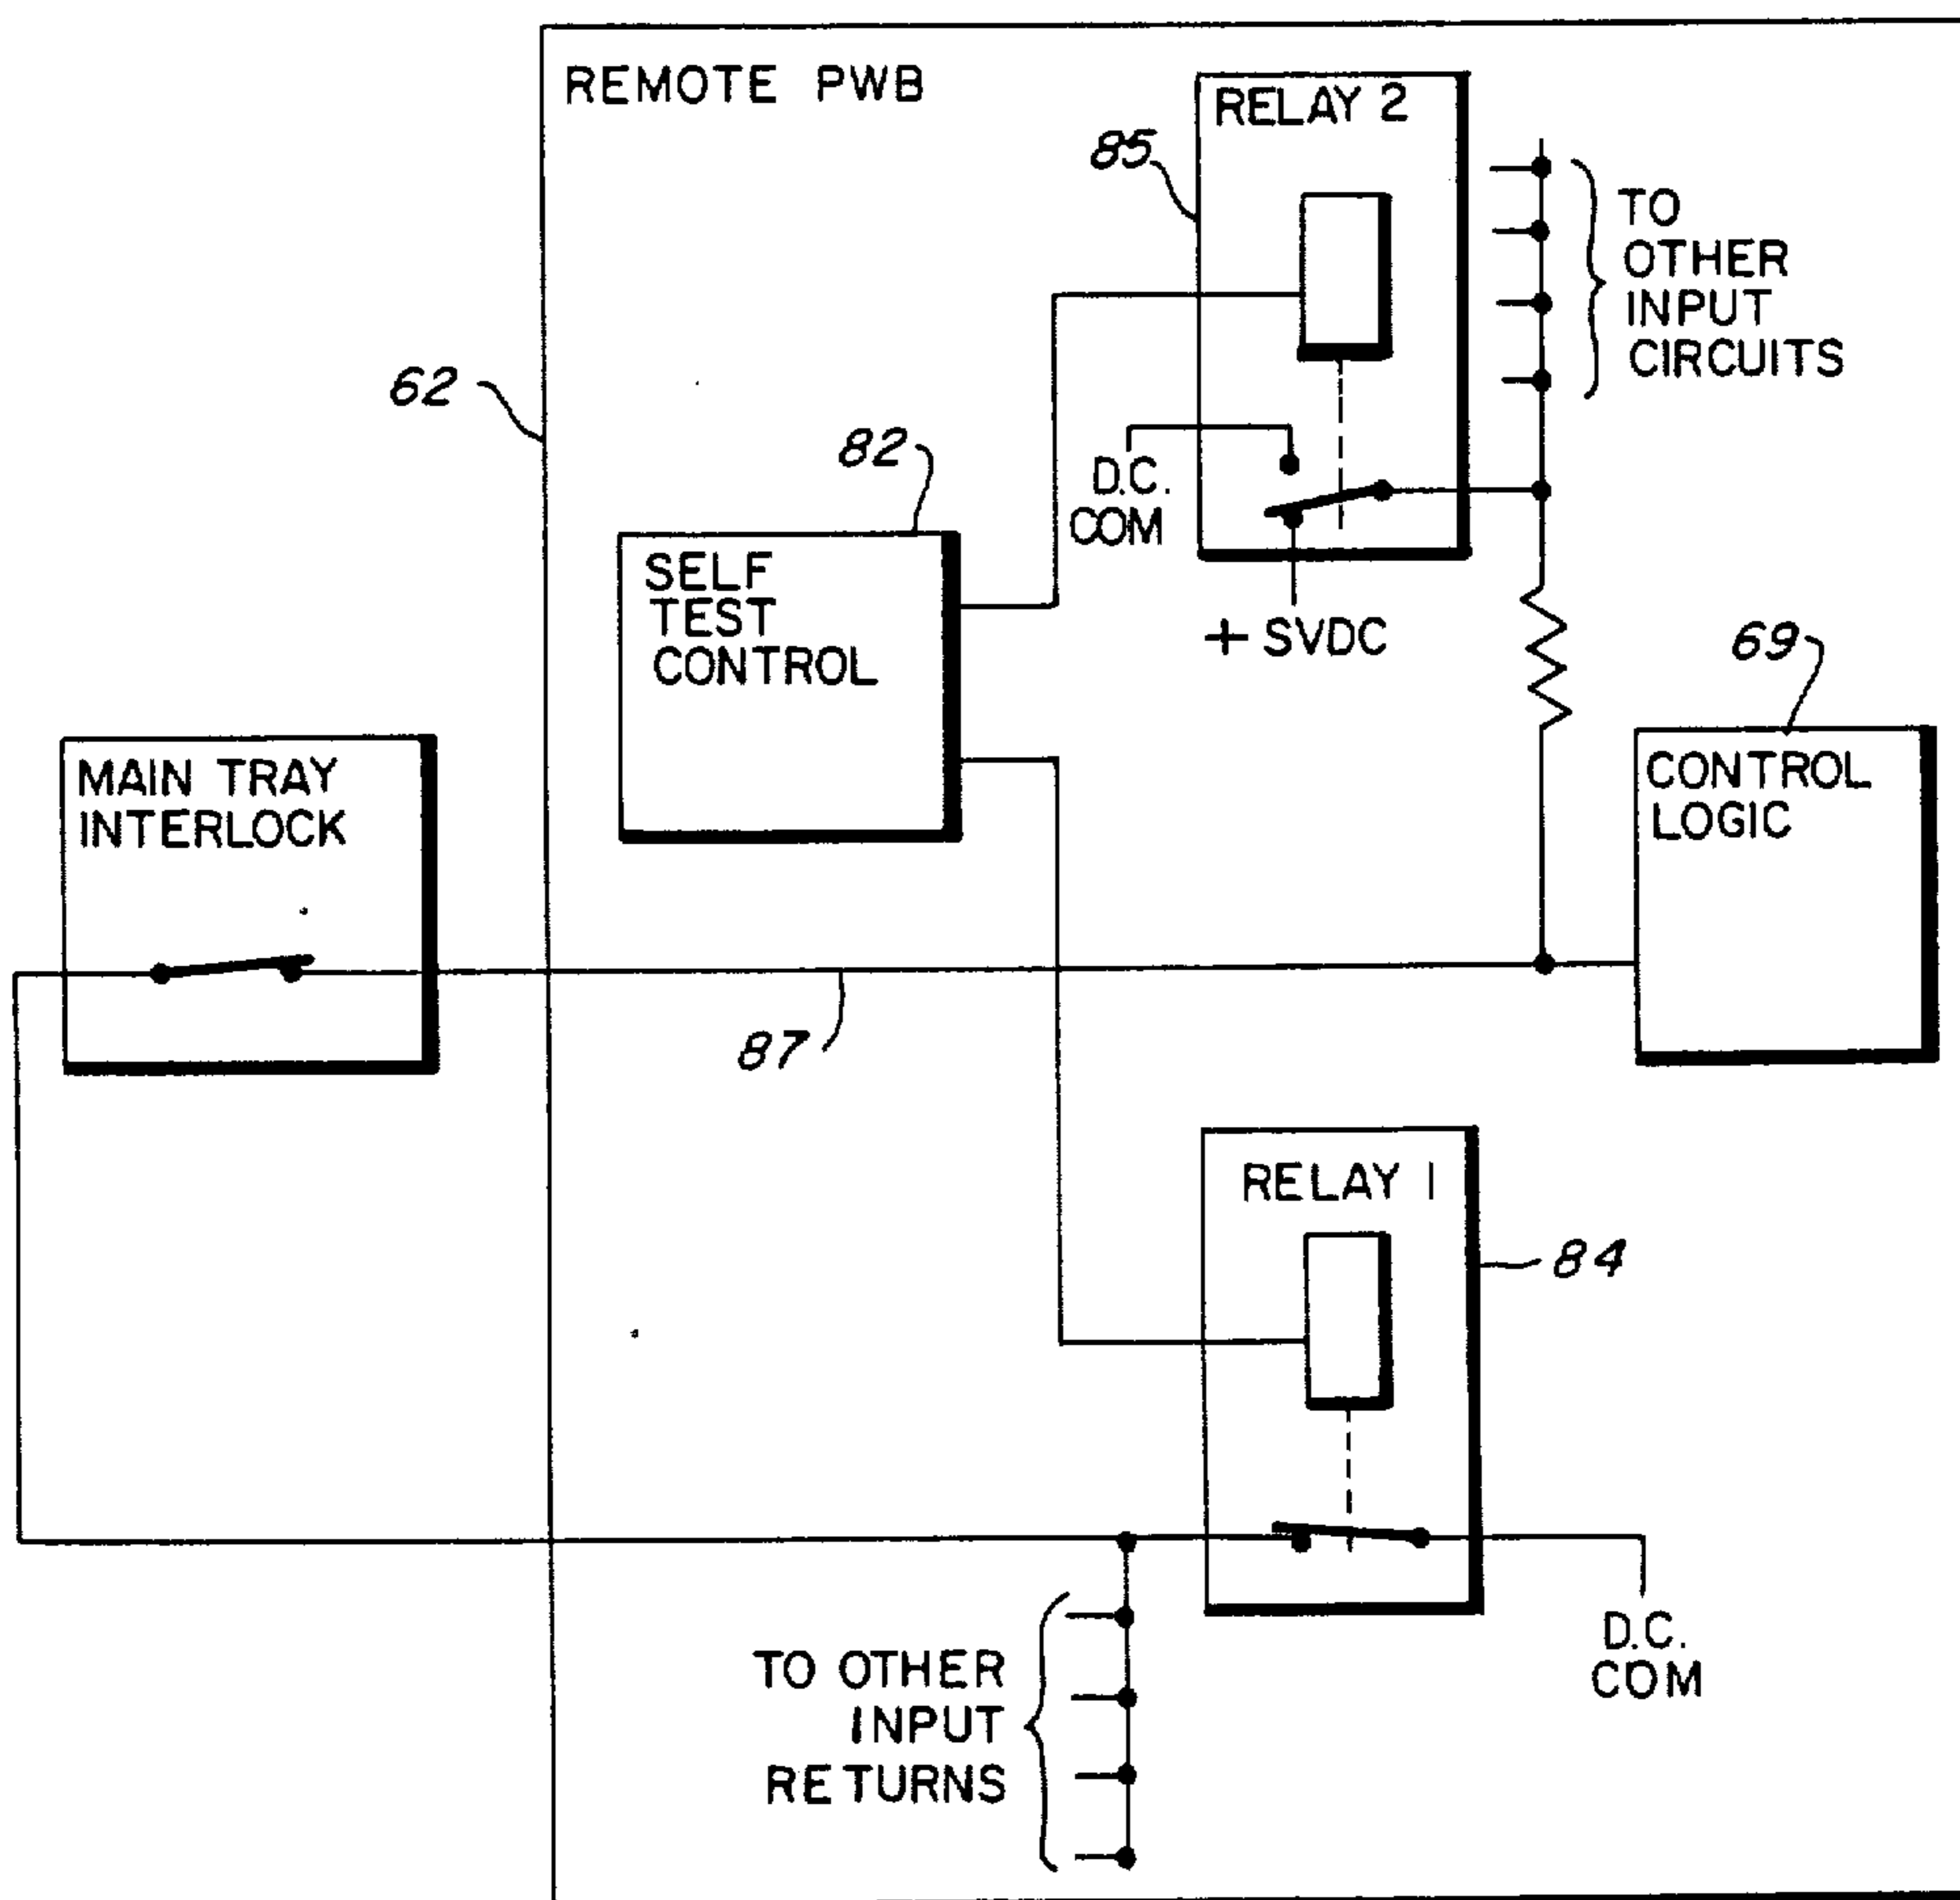 REMOTE PWB
RELAY 2
85
TO
OTHER
INPUT
CIRCUITS
62
82
D.C.
COM
SELF
TEST
CONTROL
+ SVDC
69
MAIN TRAY
INTERLOCK
CONTROL
LOGIC
87
RELAY 1
84
TO OTHER
INPUT
RETURNS
D.C.
COM